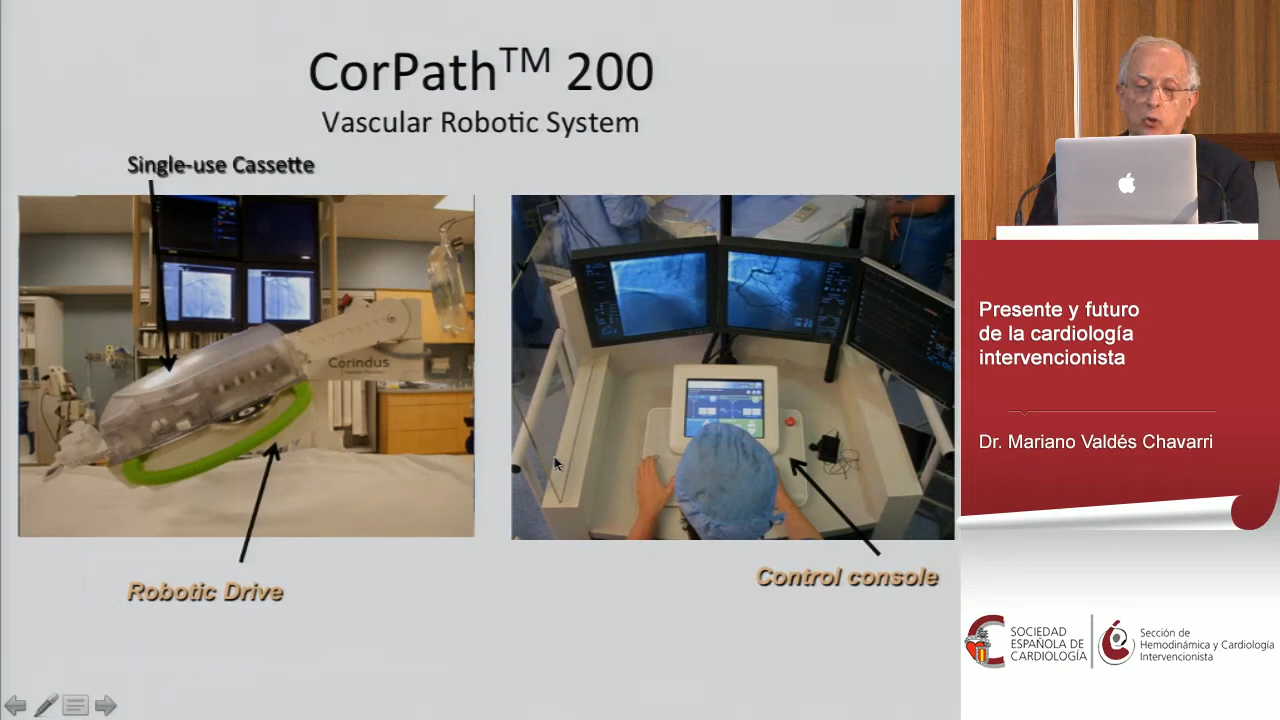 CorPath™ 200
Vascular Robotic System
Single-use Cassette
Corindus
Robotic Drive
Control console
Presente y futuro
de la cardiología
intervencionista
Dr. Mariano Valdés Chavarri
SOCIEDAD
ESPAÑOLA DE
CARDIOLOGÍA
Sección de
Hemodinámica y Cardiología
Intervencionista